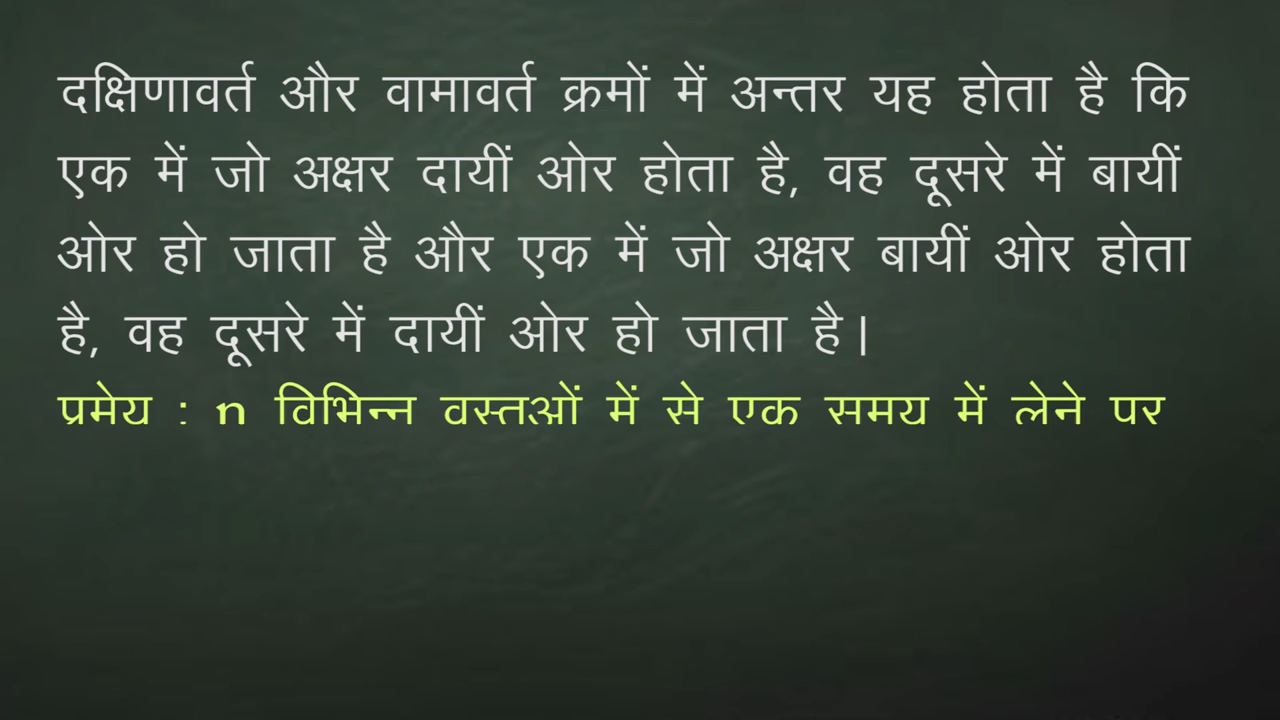 दक्षिणावर्त और वामावर्त क्रमों में अन्तर यह होता है कि
एक में जो अक्षर दायीं ओर होता है, वह दूसरे में बायीं
ओर हो जाता है और एक में जो अक्षर बायीं ओर होता
है, वह दूसरे में दायीं ओर हो जाता है।
प्रमेय : n विभिन्न वस्तुओं में से एक समय में लेने पर